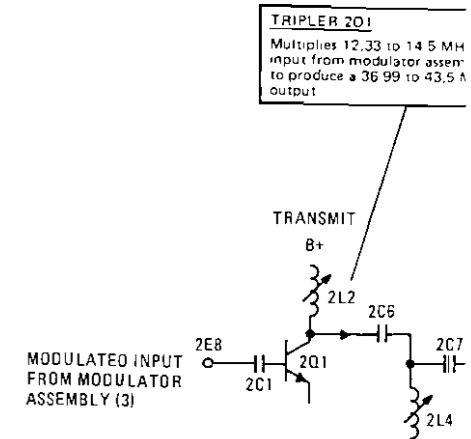 TRIPLER 2Q1
Multiplies 12.33 to 14.5 MH
input from modulator assem
to produce a 36.99 to 43.5 M
output
TRANSMIT
B+
2L2
2C6
2E8
2C7
2Q1
2C1
MODULATED INPUT
FROM MODULATOR
ASSEMBLY (3)
2L4